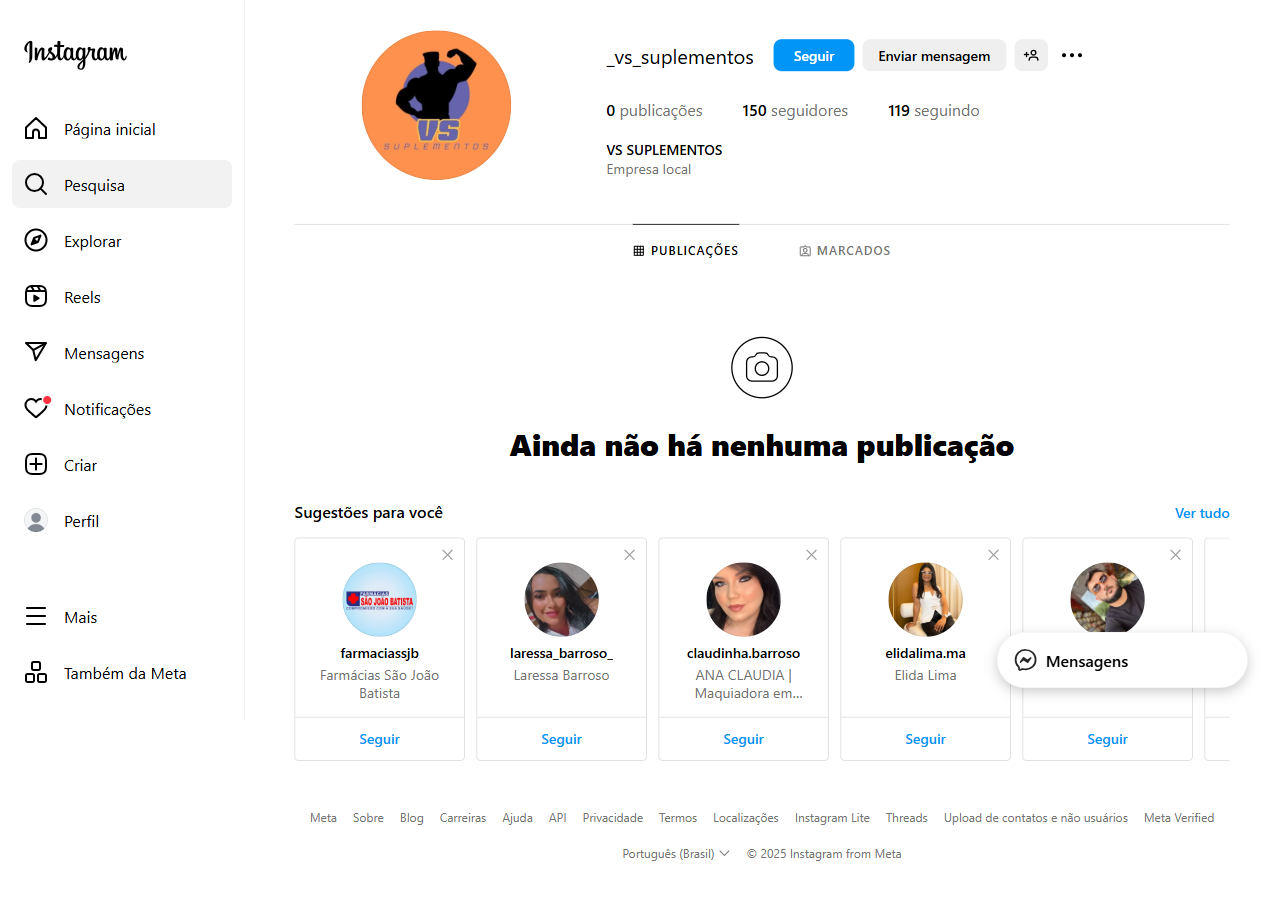 Instagram
Página inicial
Pesquisa
Explorar
Reels
Mensagens
Notificações
Criar
Perfil
Mais
Também da Meta
VS
SUPLEMENTOS
_vs_suplementos
Seguir
Enviar mensagem
0 publicações 150 seguidores 119 seguindo
VS SUPLEMENTOS
Empresa local
PUBLICAÇÕES MARCADOS
Ainda não há nenhuma publicação
Sugestões para você
Ver tudo
FARMÁCIAS
SÃO JOÃO BATISTA
COMPROMISSO COM A SUA SAÚDE!
farmaciassjb
Farmácias São João
Batista
Seguir
laressa_barroso_
Laressa Barroso
Seguir
claudinha.barroso
ANA CLAUDIA |
Maquiadora em...
Seguir
elidalima.ma
Elida Lima
Seguir
Seguir
Mensagens
Meta Sobre Blog Carreiras Ajuda API Privacidade Termos Localizações Instagram Lite Threads Upload de contatos e não usuários Meta Verified
Português (Brasil) © 2025 Instagram from Meta